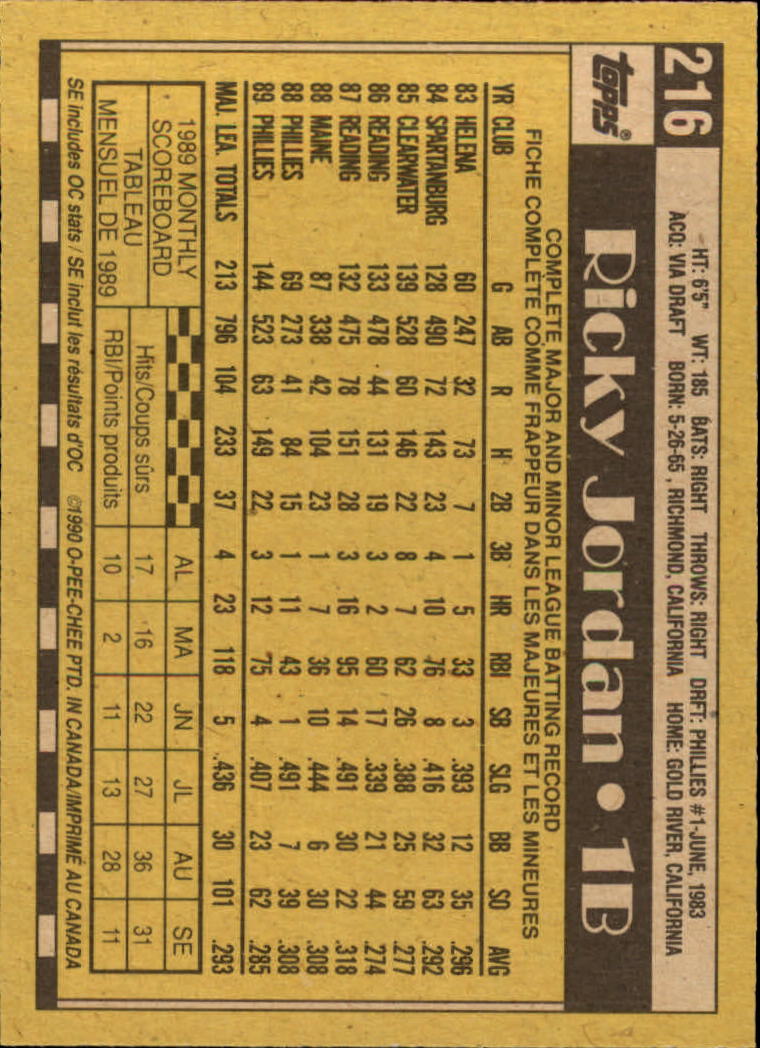 216
HT: 6'5" WT: 185 BATS: RIGHT THROWS: RIGHT DRFT: PHILLIES #1-JUNE, 1983
ACQ: VIA DRAFT BORN: 5-26-65, RICHMOND, CALIFORNIA HOME: GOLD RIVER, CALIFORNIA
topps® Ricky Jordan • 1B
COMPLETE MAJOR AND MINOR LEAGUE BATTING RECORD
FICHE COMPLÈTE COMME FRAPPEUR DANS LES MAJEURES ET LES MINEURES
YR CLUB G AB R H 2B 3B HR RBI SB SLG BB SO AVG
83 HELENA 60 247 32 73 7 1 5 33 3 .393 12 35 .296
84 SPARTANBURG 128 490 72 143 23 4 10 76 8 .416 32 63 .292
85 CLEARWATER 139 528 60 146 22 8 7 62 26 .388 25 59 .277
86 READING 133 478 44 131 19 3 2 60 17 .339 21 44 .274
87 READING 132 475 78 151 28 3 16 95 14 .491 30 22 .318
88 MAINE 87 338 42 104 23 1 7 36 10 .444 6 30 .308
88 PHILLIES 69 273 41 84 15 1 11 43 1 .491 7 39 .308
89 PHILLIES 144 523 63 149 22 3 12 75 4 .407 23 62 .285
MAJ. LEA. TOTALS 213 796 104 233 37 4 23 118 5 .436 30 101 .293
1989 MONTHLY
SCOREBOARD
TABLEAU
MENSUEL DE 1989
AL MA JN JL AU SE
Hits/Coups sûrs 17 16 22 27 36 31
RBI/Points produits 10 2 11 13 28 11
SE includes OC stats / SE inclut les résultats d'OC ©1990 O-PEE-CHEE PTD. IN CANADA/IMPRIMÉ AU CANADA